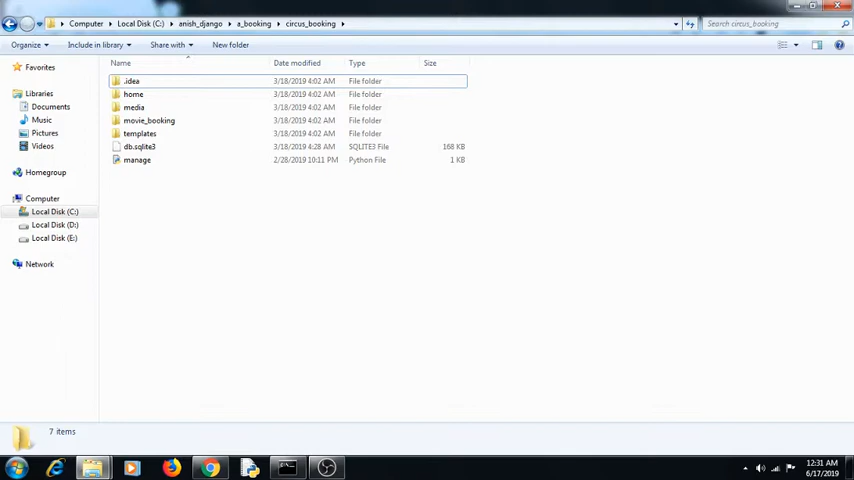 Computer Local Disk (C:) anish_django a_booking circus_booking
Search circus_booking
Organize Include in library Share with New folder
Favorites
Libraries
Documents
Music
Pictures
Videos
Homegroup
Computer
Local Disk (C:)
Local Disk (D:)
Local Disk (E:)
Network
Name Date modified Type Size
.idea 3/18/2019 4:02 AM File folder
home 3/18/2019 4:02 AM File folder
media 3/18/2019 4:02 AM File folder
movie_booking 3/18/2019 4:02 AM File folder
templates 3/18/2019 4:02 AM File folder
db.sqlite3 3/18/2019 4:28 AM SQLITE3 File 168 KB
manage 2/28/2019 10:11 PM Python File 1 KB
7 items
12:31 AM
6/17/2019